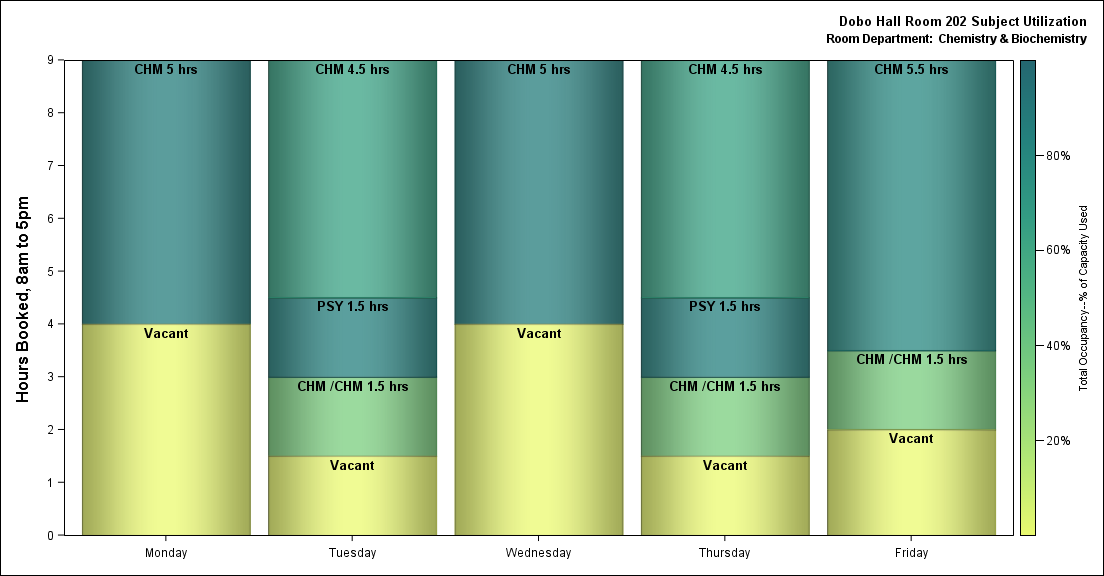 Dobo Hall Room 202 Subject Utilization
Room Department: Chemistry & Biochemistry
Hours Booked, 8am to 5pm
9
8
7
6
5
4
3
2
1
0
CHM 5 hrs
Vacant
CHM 4.5 hrs
PSY 1.5 hrs
CHM /CHM 1.5 hrs
Vacant
CHM 5 hrs
Vacant
CHM 4.5 hrs
PSY 1.5 hrs
CHM /CHM 1.5 hrs
Vacant
CHM 5.5 hrs
CHM /CHM 1.5 hrs
Vacant
Monday
Tuesday
Wednesday
Thursday
Friday
80%
60%
40%
20%
Total Occupancy--% of Capacity Used